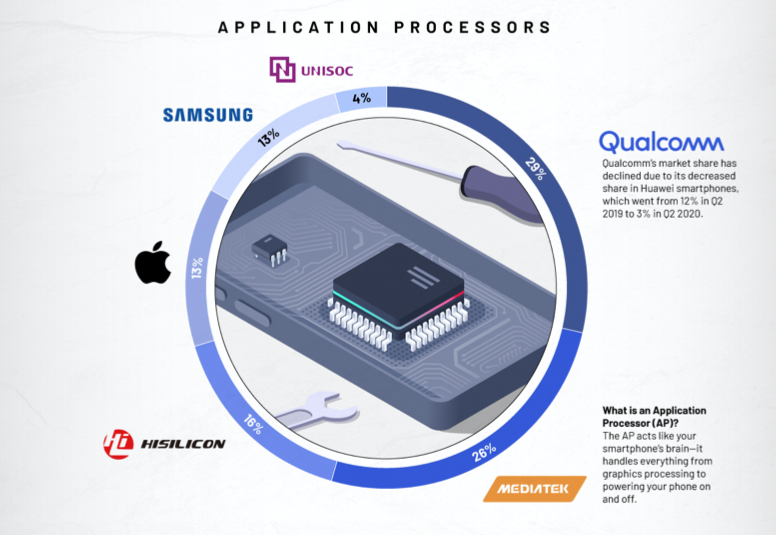 APPLICATION PROCESSORS
UNISOC
SAMSUNG
4%
13%
29%
Qualcomm
Qualcomm's market share has
declined due to its decreased
share in Huawei smartphones,
which went from 12% in Q2
2019 to 3% in Q2 2020.
13%
Hi HISILICON
16%
26%
MEDIATEK
What is an Application
Processor (AP)?
The AP acts like your
smartphone's brain—it
handles everything from
graphics processing to
powering your phone on
and off.